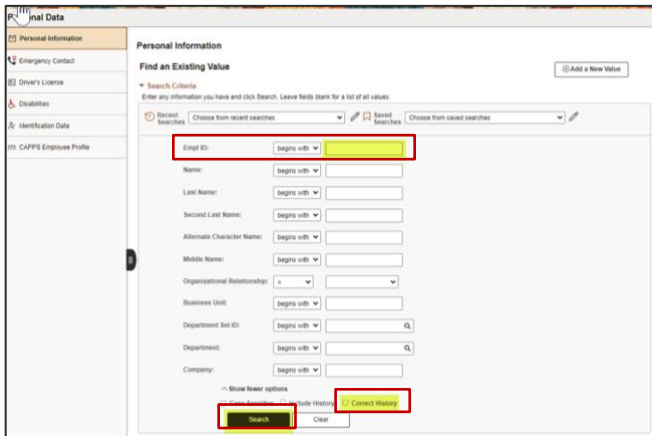 Personal Data
Personal Information
Emergency Contact
Driver's License
Disabilities
Identification Data
CAPPS Employee Profile
Personal Information
Find an Existing Value
Add a New Value
Search Criteria
Enter any information you have and click Search. Leave fields blank for a list of all values.
Recent Searches Choose from recent searches Saved Searches Choose from saved searches
Empl ID: begins with
Name: begins with
Last Name: begins with
Second Last Name: begins with
Alternate Character Name: begins with
Middle Name: begins with
Organizational Relationship: =
Business Unit: begins with
Department Set ID: begins with
Department: begins with
Company: begins with
Show fewer options
Case Sensitive Include History Correct History
Search Clear